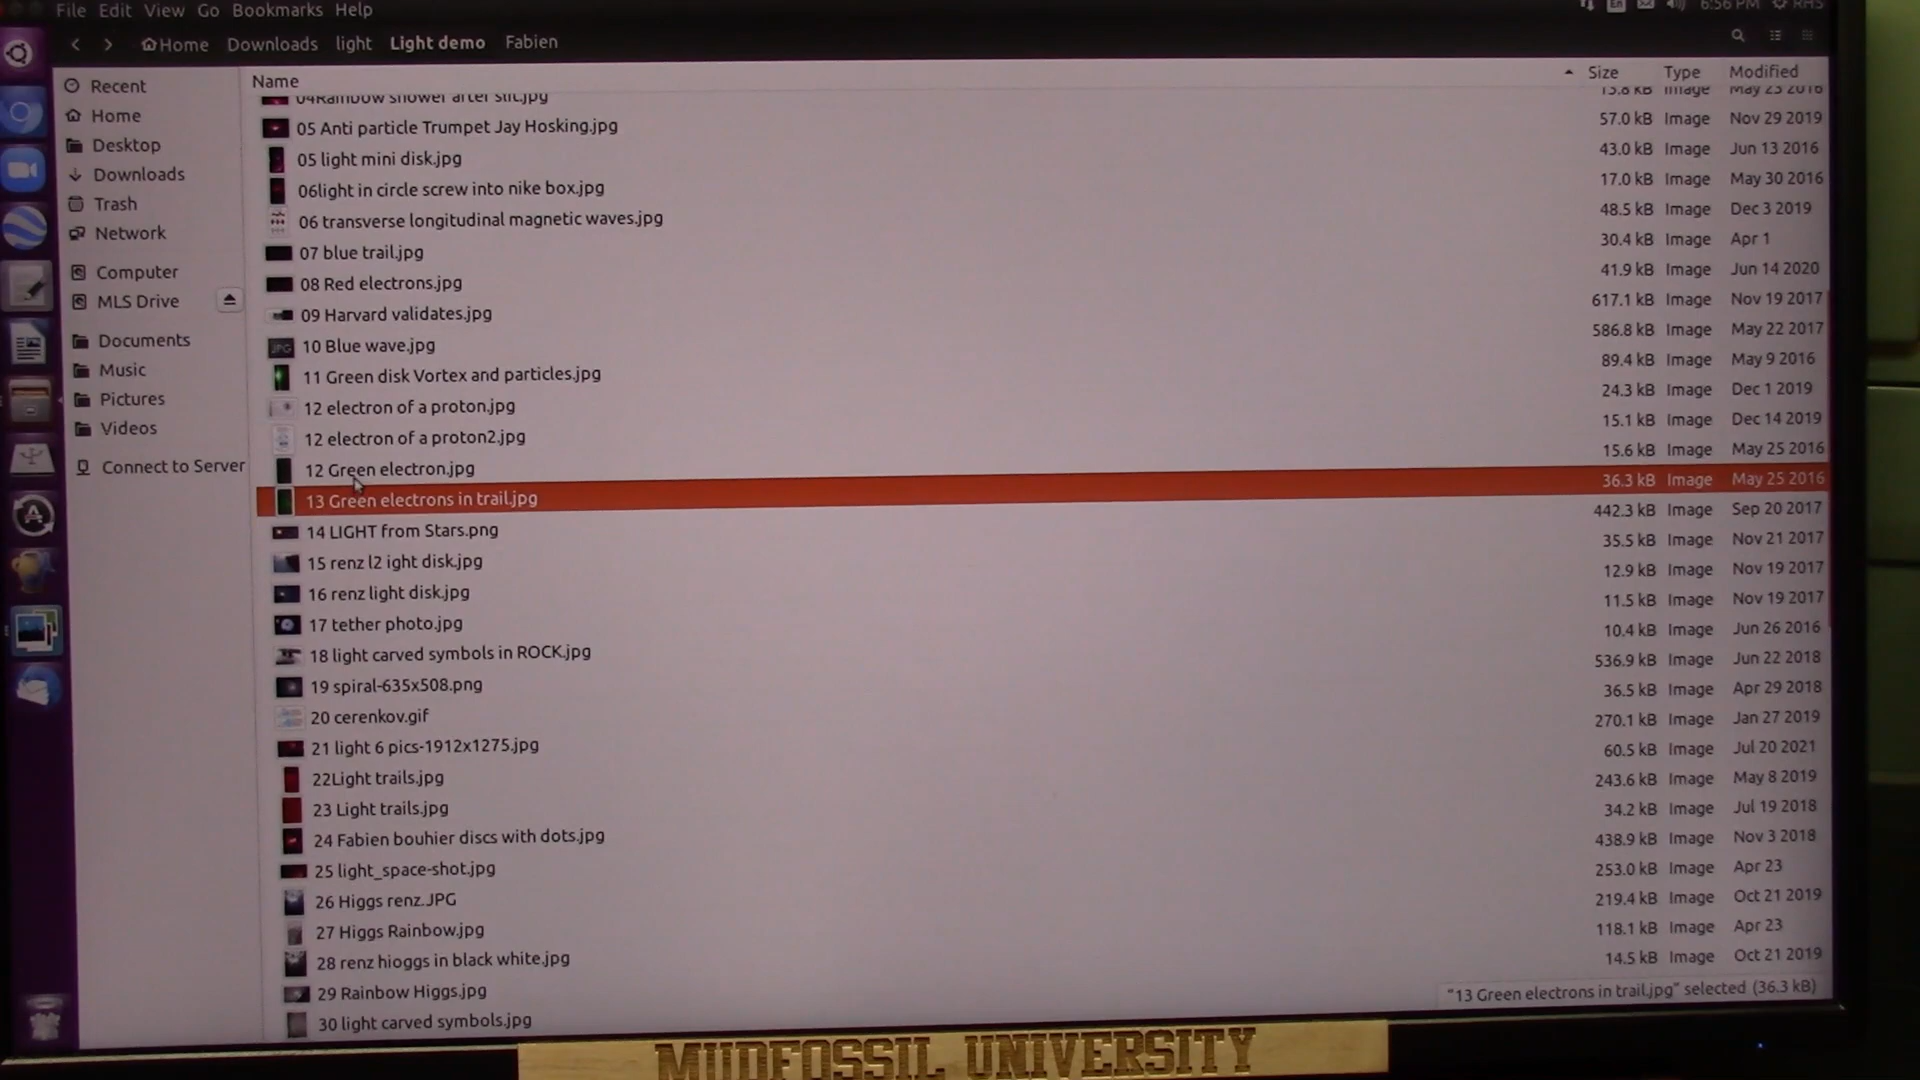 File Edit View Go Bookmarks Help
En 6:56 PM RHS
Home Downloads light Light demo Fabien
Name Size Type Modified
Recent
Home
Desktop
Downloads
Trash
Network
Computer
MLS Drive
Documents
Music
Pictures
Videos
Connect to Server
04Rainbow shower after slit.jpg 13.8 kB Image May 23 2016
05 Anti particle Trumpet Jay Hosking.jpg 57.0 kB Image Nov 29 2019
05 light mini disk.jpg 43.0 kB Image Jun 13 2016
06light in circle screw into nike box.jpg 17.0 kB Image May 30 2016
06 transverse longitudinal magnetic waves.jpg 48.5 kB Image Dec 3 2019
07 blue trail.jpg 30.4 kB Image Apr 1
08 Red electrons.jpg 41.9 kB Image Jun 14 2020
09 Harvard validates.jpg 617.1 kB Image Nov 19 2017
10 Blue wave.jpg 586.8 kB Image May 22 2017
11 Green disk Vortex and particles.jpg 89.4 kB Image May 9 2016
12 electron of a proton.jpg 24.3 kB Image Dec 1 2019
12 electron of a proton2.jpg 15.1 kB Image Dec 14 2019
12 Green electron.jpg 15.6 kB Image May 25 2016
13 Green electrons in trail.jpg 36.3 kB Image May 25 2016
14 LIGHT from Stars.png 442.3 kB Image Sep 20 2017
15 renz l2 ight disk.jpg 35.5 kB Image Nov 21 2017
16 renz light disk.jpg 12.9 kB Image Nov 19 2017
17 tether photo.jpg 11.5 kB Image Nov 19 2017
18 light carved symbols in ROCK.jpg 10.4 kB Image Jun 26 2016
19 spiral-635x508.png 536.9 kB Image Jun 22 2018
20 cerenkov.gif 36.5 kB Image Apr 29 2018
21 light 6 pics-1912x1275.jpg 270.1 kB Image Jan 27 2019
22Light trails.jpg 60.5 kB Image Jul 20 2021
23 Light trails.jpg 243.6 kB Image May 8 2019
24 Fabien bouhier discs with dots.jpg 34.2 kB Image Jul 19 2018
25 light_space-shot.jpg 438.9 kB Image Nov 3 2018
26 Higgs renz.JPG 253.0 kB Image Apr 23
27 Higgs Rainbow.jpg 219.4 kB Image Oct 21 2019
28 renz hioggs in black white.jpg 118.1 kB Image Apr 23
29 Rainbow Higgs.jpg 14.5 kB Image Oct 21 2019
30 light carved symbols.jpg
"13 Green electrons in trail.jpg" selected (36.3 kB)
MUDFOSSIL UNIVERSITY